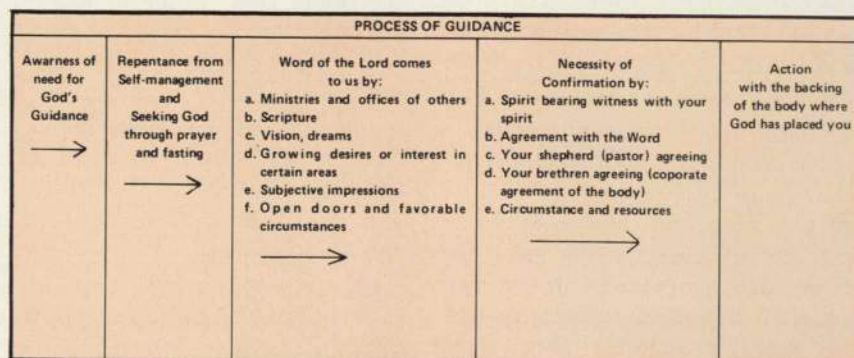 PROCESS OF GUIDANCE
Awarness of
need for
God's
Guidance
Repentance from
Self-management
and
Seeking God
through prayer
and fasting
Word of the Lord comes
to us by:
a. Ministries and offices of others
b. Scripture
c. Vision, dreams
d. Growing desires or interest in
certain areas
e. Subjective impressions
f. Open doors and favorable
circumstances
Necessity of
Confirmation by:
a. Spirit bearing witness with your
spirit
b. Agreement with the Word
c. Your shepherd (pastor) agreeing
d. Your brethren agreeing (coporate
agreement of the body)
e. Circumstance and resources
Action
with the backing
of the body where
God has placed you